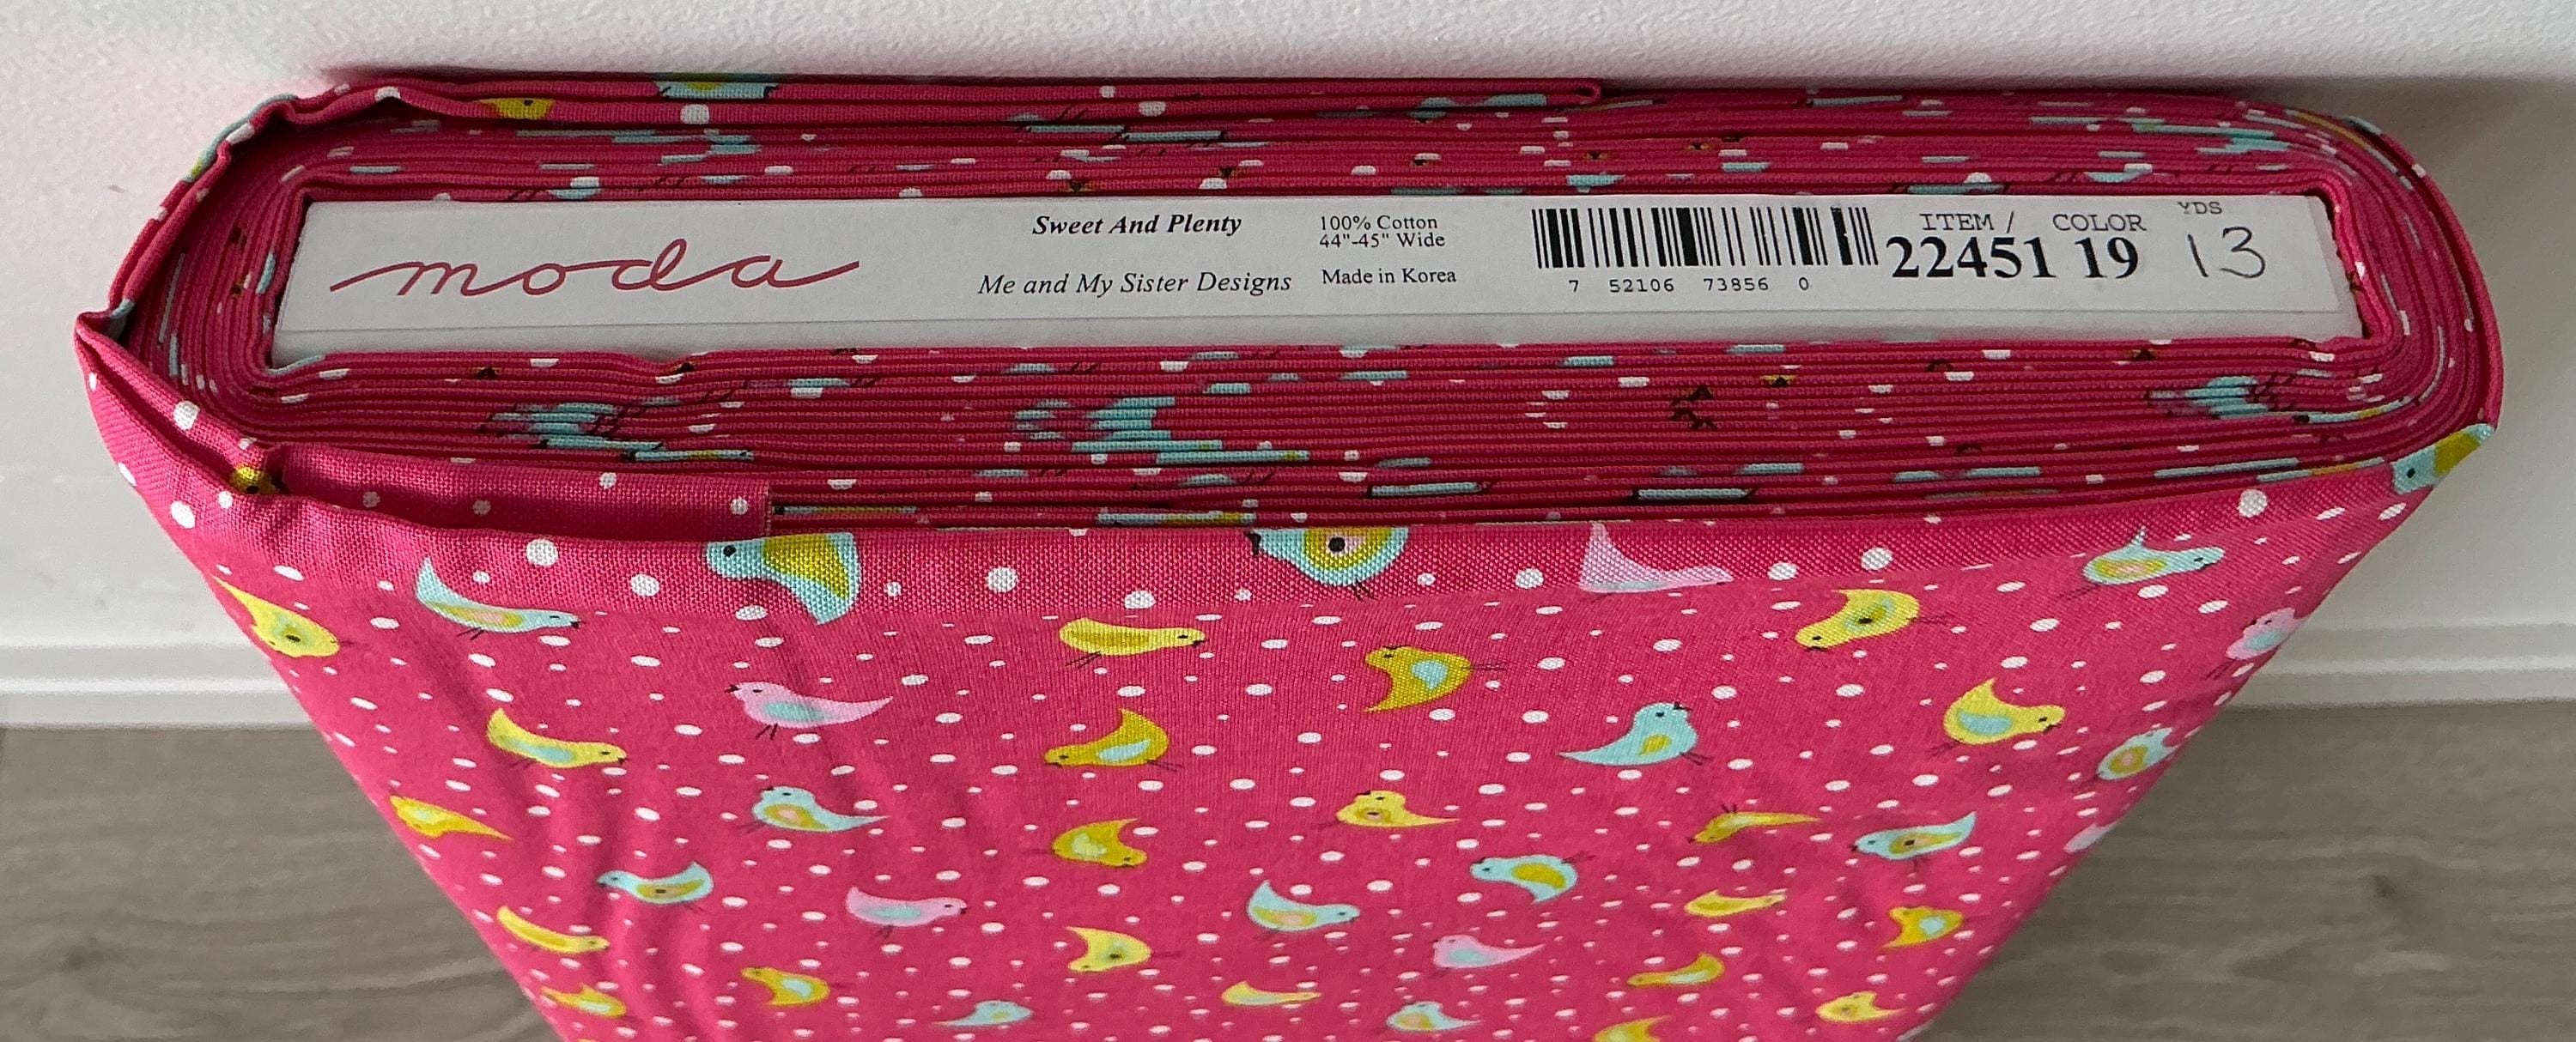 moda
Sweet And Plenty
Me and My Sister Designs
100% Cotton
44"-45" Wide
Made in Korea
7 52106 73856 0
ITEM / COLOR
22451 19
YDS
13